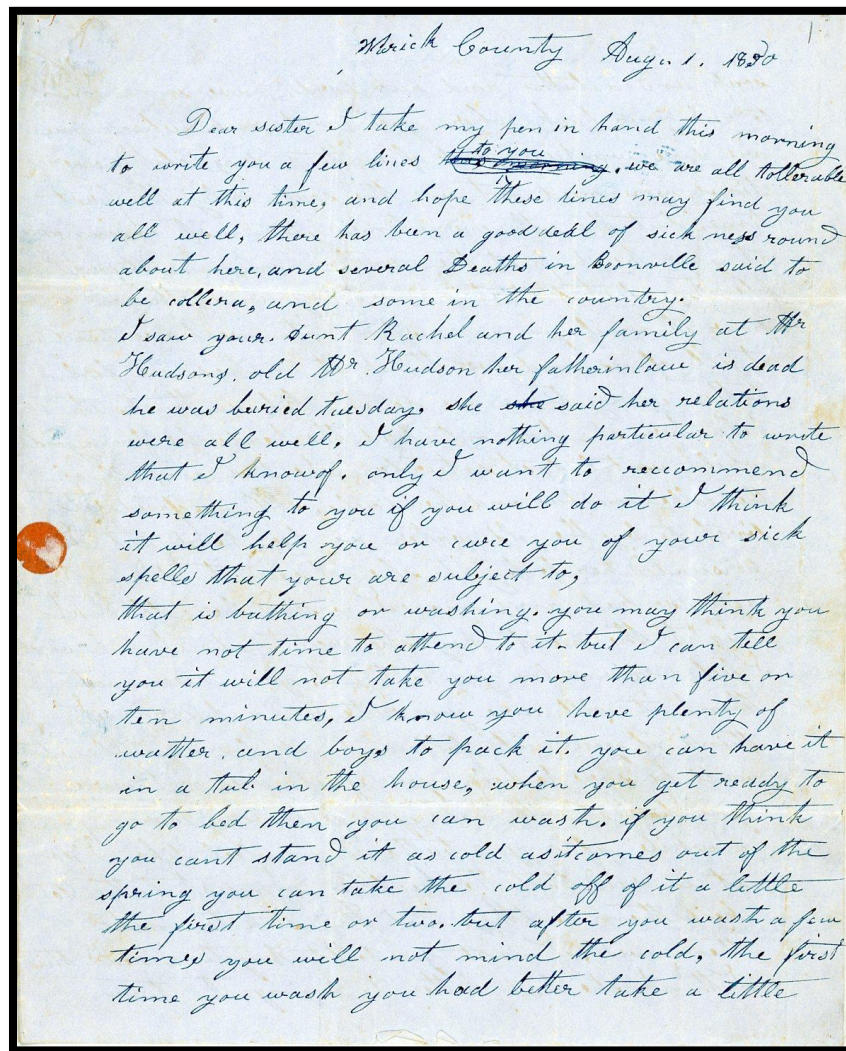 Warick County Aug. 1. 1850
Dear sister I take my pen in hand this morning
to you
to write you a few lines this morning. we are all tollerable
well at this time, and hope these lines may find you
all well, there has been a good deal of sick ness round
about here, and several Deaths in Boonville said to
be collera, and some in the country.
I saw your. Aunt Rachel and her family at Mr
Hudsons. old Mr. Hudson her fatherinlaw is dead
he was buried tuesday. she she said her relations
were all well. I have nothing particular to write
that I knowof. only I want to reccommend
something to you if you will do it I think
it will help you or cure you of your sick
spells that your are subject to,
that is bathing or washing. you may think you
have not time to attend to it. but I can tell
you it will not take you more than five or
ten minutes, I know you heve plenty of
watter. and boys to pack it. you can have it
in a tub in the house, when you get ready to
go to bed then you can wash. if you think
you cant stand it as cold asitcomes out of the
spring you can take the cold off of it a little
the first time or two. but after you wash a few
times you will not mind the cold, the first
time you wash you had better take a little